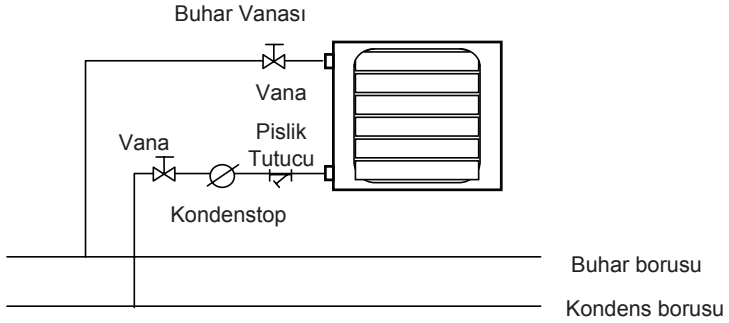 Buhar Vanası
Vana
Vana
Pislik
Tutucu
Kondenstop
Buhar borusu
Kondens borusu